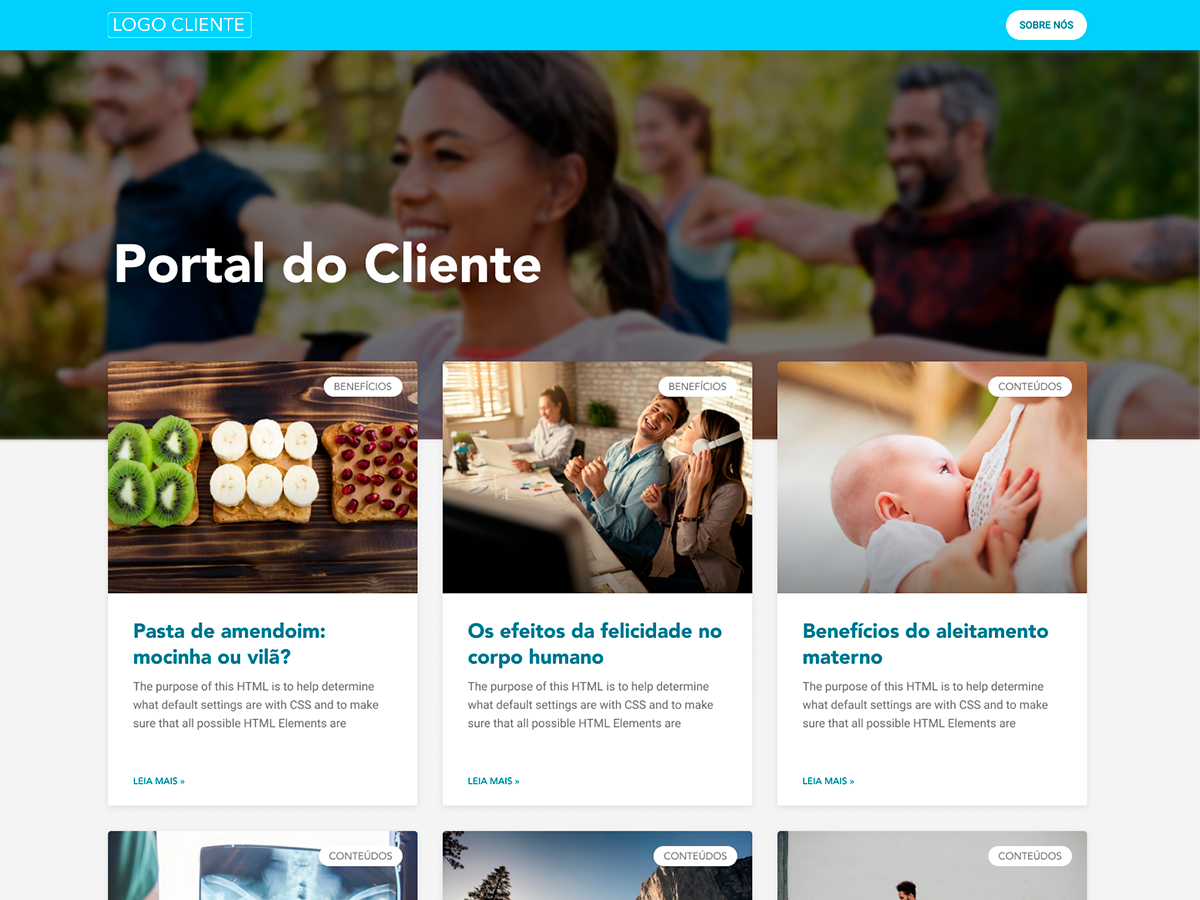 LOGO CLIENTE
SOBRE NÓS
Portal do Cliente
BENEFÍCIOS
BENEFÍCIOS
CONTEÚDOS
Pasta de amendoim:
mocinha ou vilã?
The purpose of this HTML is to help determine
what default settings are with CSS and to make
sure that all possible HTML Elements are
LEIA MAIS »
Os efeitos da felicidade no
corpo humano
The purpose of this HTML is to help determine
what default settings are with CSS and to make
sure that all possible HTML Elements are
LEIA MAIS »
Benefícios do aleitamento
materno
The purpose of this HTML is to help determine
what default settings are with CSS and to make
sure that all possible HTML Elements are
LEIA MAIS »
CONTEÚDOS
CONTEÚDOS
CONTEÚDOS